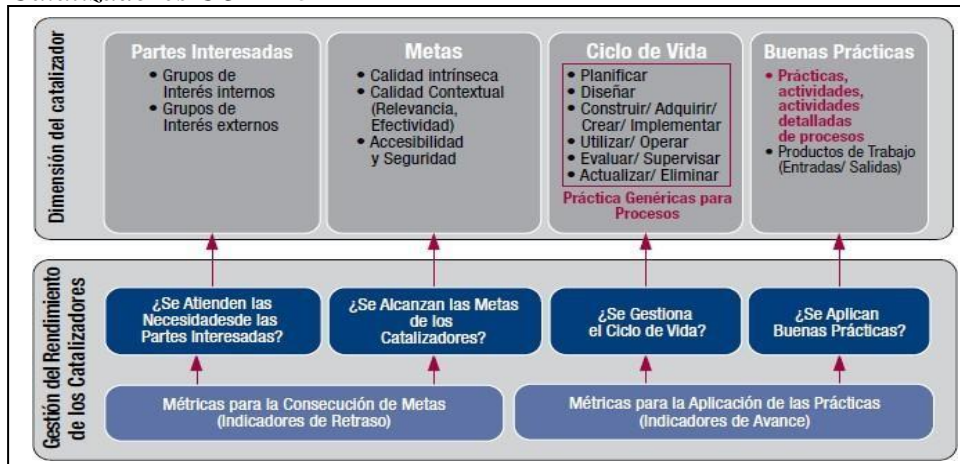 Dimensión del catalizador
Partes Interesadas
• Grupos de
Interés internos
• Grupos de
Interés externos
Metas
• Calidad intrínseca
• Calidad Contextual
(Relevancia,
Efectividad)
• Accesibilidad
y Seguridad
Ciclo de Vida
• Planificar
• Diseñar
• Construir/ Adquirir/
Crear/ Implementar
• Utilizar/ Operar
• Evaluar/ Supervisar
• Actualizar/ Eliminar
Práctica Genéricas para
Procesos
Buenas Prácticas
• Prácticas,
actividades,
actividades
detalladas
de procesos
• Productos de Trabajo
(Entradas/ Salidas)
Gestión del Rendimiento
de los Catalizadores
¿Se Atienden las
Necesidadesde las
Partes Interesadas?
¿Se Alcanzan las Metas
de los
Catalizadores?
¿Se Gestiona
el Ciclo de Vida?
¿Se Aplican
Buenas Prácticas?
Métricas para la Consecución de Metas
(Indicadores de Retraso)
Métricas para la Aplicación de las Prácticas
(Indicadores de Avance)